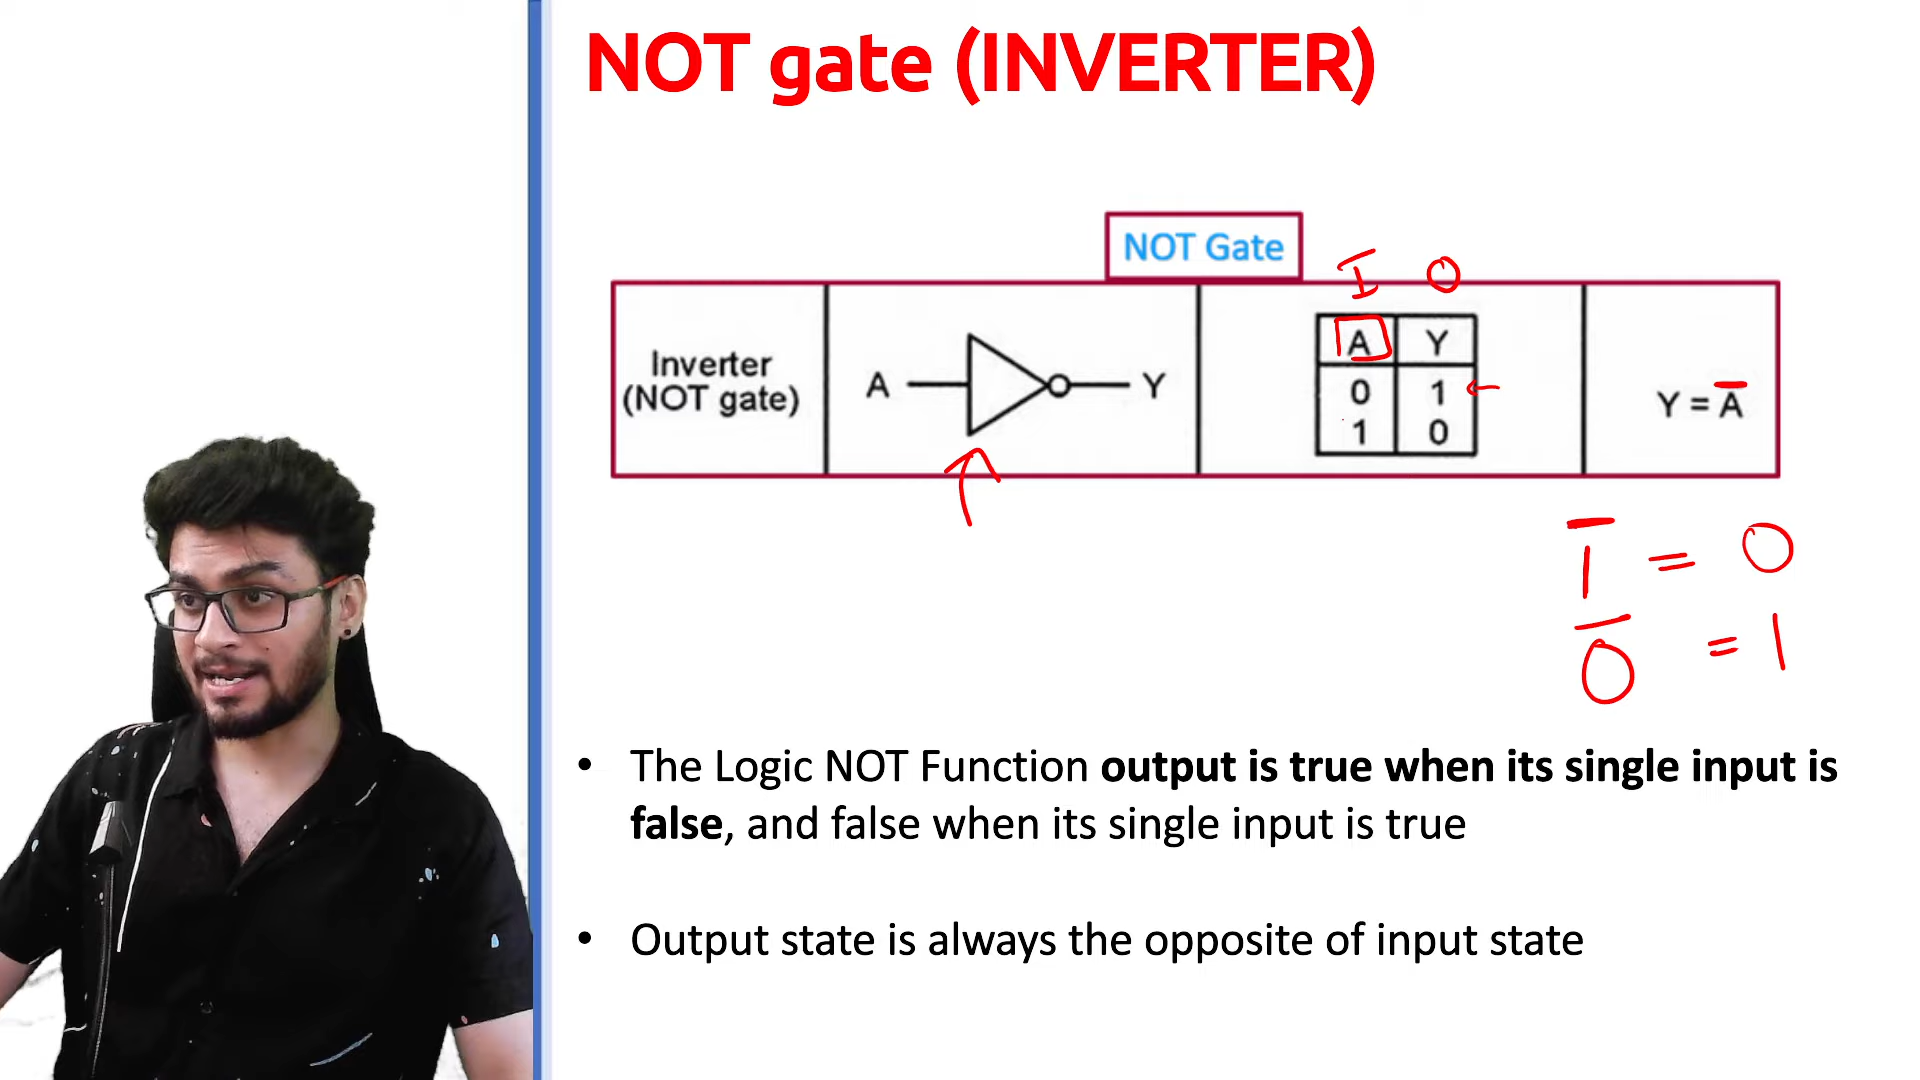 NOT gate (INVERTER)
NOT Gate
I O
Inverter
(NOT gate)
A Y
A Y
0 1
1 0
Y = A̅
1̅ = 0
0̅ = 1
• The Logic NOT Function output is true when its single input is
false, and false when its single input is true
• Output state is always the opposite of input state